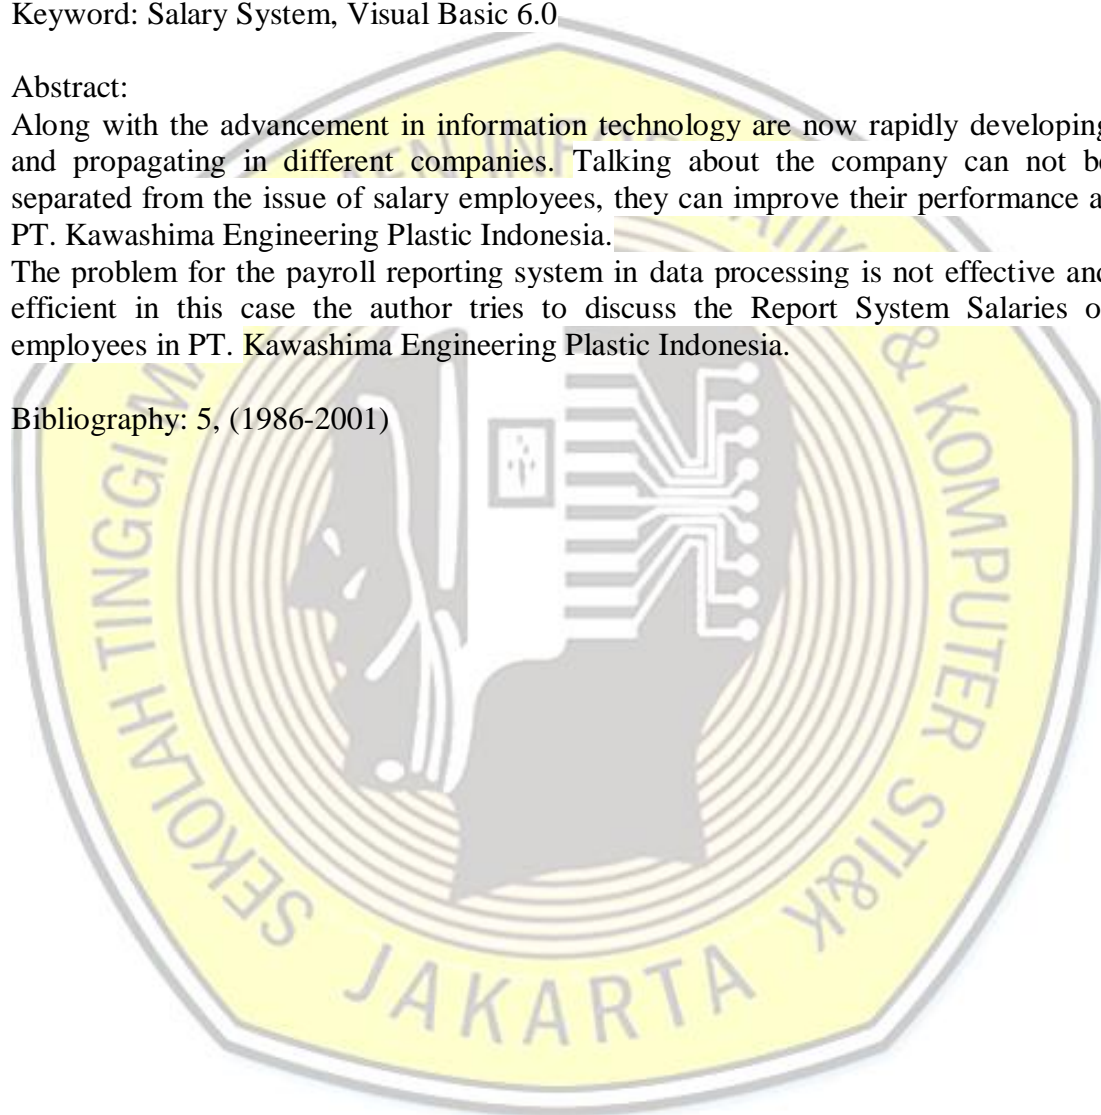 Keyword: Salary System, Visual Basic 6.0
Abstract:
Along with the advancement in information technology are now rapidly developing
and propagating in different companies. Talking about the company can not be
separated from the issue of salary employees, they can improve their performance a
PT. Kawashima Engineering Plastic Indonesia.
The problem for the payroll reporting system in data processing is not effective and
efficient in this case the author tries to discuss the Report System Salaries o
employees in PT. Kawashima Engineering Plastic Indonesia.
Bibliography: 5, (1986-2001)
SEKOLAH TINGGI
& KOMPUTER STI&K
JAKARTA